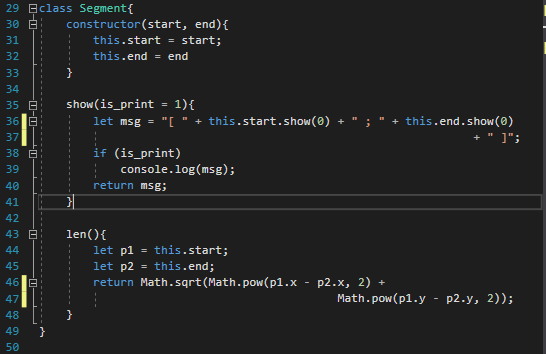 29 class Segment{
30 constructor(start, end){
31 this.start = start;
32 this.end = end
33 }
34
35 show(is_print = 1){
36 let msg = "[ " + this.start.show(0) + " ; " + this.end.show(0)
37 + " ]";
38 if (is_print)
39 console.log(msg);
40 return msg;
41 }
42
43 len(){
44 let p1 = this.start;
45 let p2 = this.end;
46 return Math.sqrt(Math.pow(p1.x - p2.x, 2) +
47 Math.pow(p1.y - p2.y, 2));
48 }
49 }
50